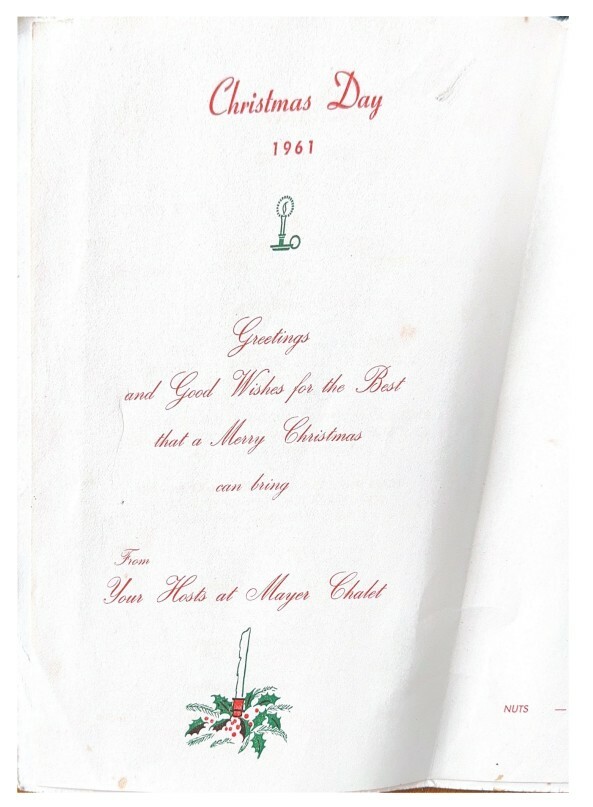 Christmas Day
1961
Greetings
and Good Wishes for the Best
that a Merry Christmas
can bring
From
Your Hosts at Mayer Chalet
NUTS —